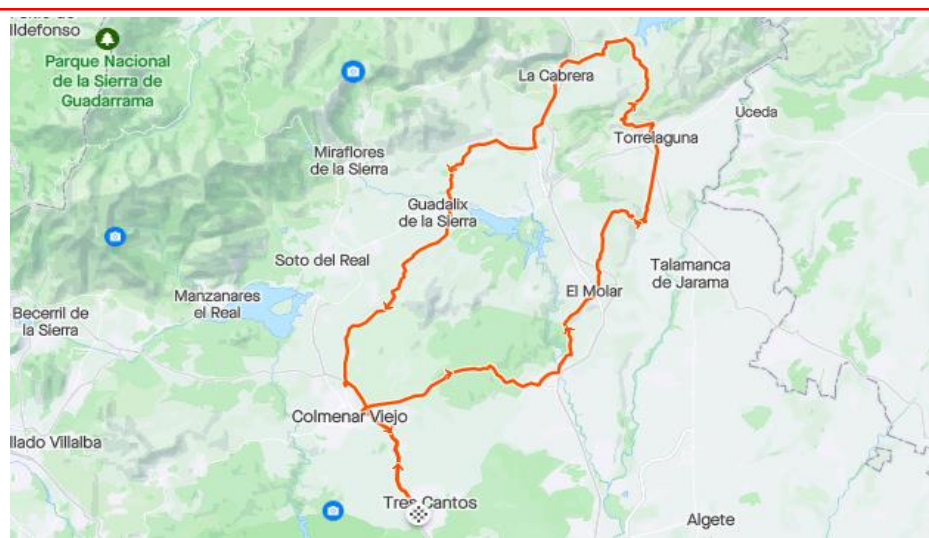 ldefonso
Parque Nacional
de la Sierra de
Guadarrama
La Cabrera
Uceda
Torrelaguna
Miraflores
de la Sierra
Guadalix
de la Sierra
Soto del Real
Talamanca
de Jarama
Manzanares
el Real
El Molar
Becerril de
la Sierra
Colmenar Viejo
llado Villalba
Tres Cantos
Algete